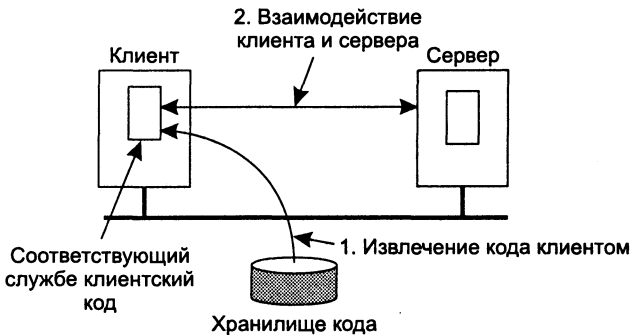 2. Взаимодействие
клиента и сервера
Клиент
Сервер
1. Извлечение кода клиентом
Соответствующий
службе клиентский
код
Хранилище кода